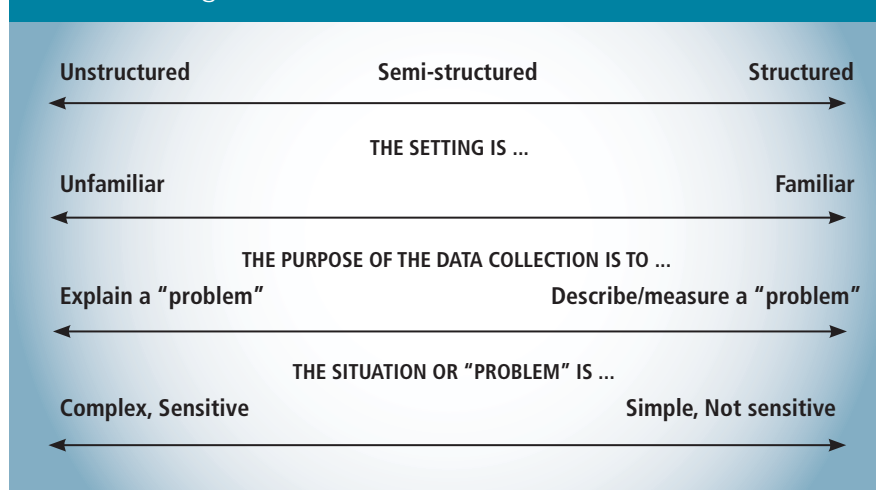 Unstructured Semi-structured Structured
THE SETTING IS ...
Unfamiliar Familiar
THE PURPOSE OF THE DATA COLLECTION IS TO ...
Explain a “problem” Describe/measure a “problem”
THE SITUATION OR “PROBLEM” IS ...
Complex, Sensitive Simple, Not sensitive